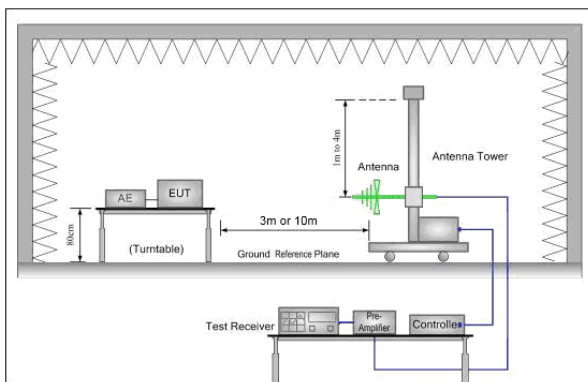 1m to 4m
Antenna
Antenna Tower
EUT
AE
3m or 10m
80cm
(Turntable)
Ground Reference Plane
Test Receiver
Pre-
Amplifier
Controller